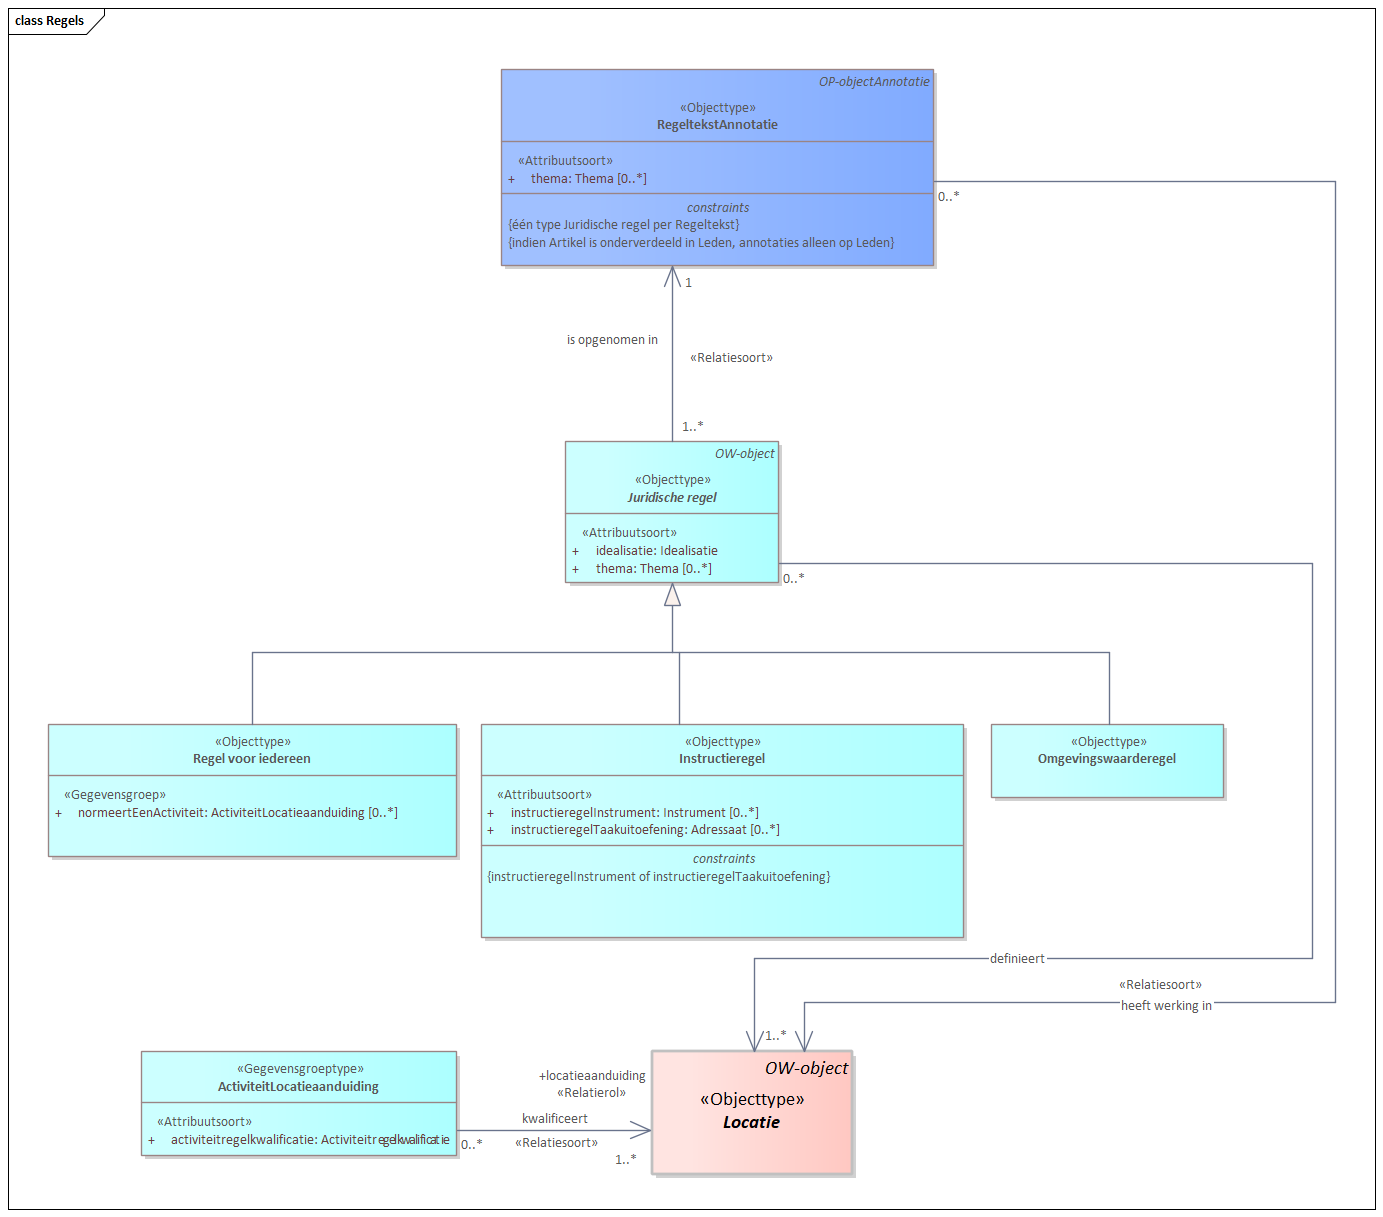 class Regels
OP-objectAnnotatie
«Objecttype»
RegeltekstAnnotatie
«Attribuutsoort»
+ thema: Thema [0..*]
constraints
{één type Juridische regel per Regeltekst}
{indien Artikel is onderverdeeld in Leden, annotaties alleen op Leden}
0..*
1
is opgenomen in
«Relatiesoort»
1..*
OW-object
«Objecttype»
Juridische regel
«Attribuutsoort»
+ idealisatie: Idealisatie
+ thema: Thema [0..*]
0..*
«Objecttype»
Regel voor iedereen
«Gegevensgroep»
+ normeertEenActiviteit: ActiviteitLocatieaanduiding [0..*]
«Objecttype»
Instructieregel
«Attribuutsoort»
+ instructieregelInstrument: Instrument [0..*]
+ instructieregelTaakuitoefening: Adressaat [0..*]
constraints
{instructieregelInstrument of instructieregelTaakuitoefening}
«Objecttype»
Omgevingswaarderegel
definieert
«Relatiesoort»
heeft werking in
1..*
«Gegevensgroeptype»
ActiviteitLocatieaanduiding
«Attribuutsoort»
+ activiteitregelkwalificatie: Activiteitregelkwalificatie
0..*
+locatieaanduiding
«Relatierol»
kwalificeert
«Relatiesoort»
1..*
OW-object
«Objecttype»
Locatie